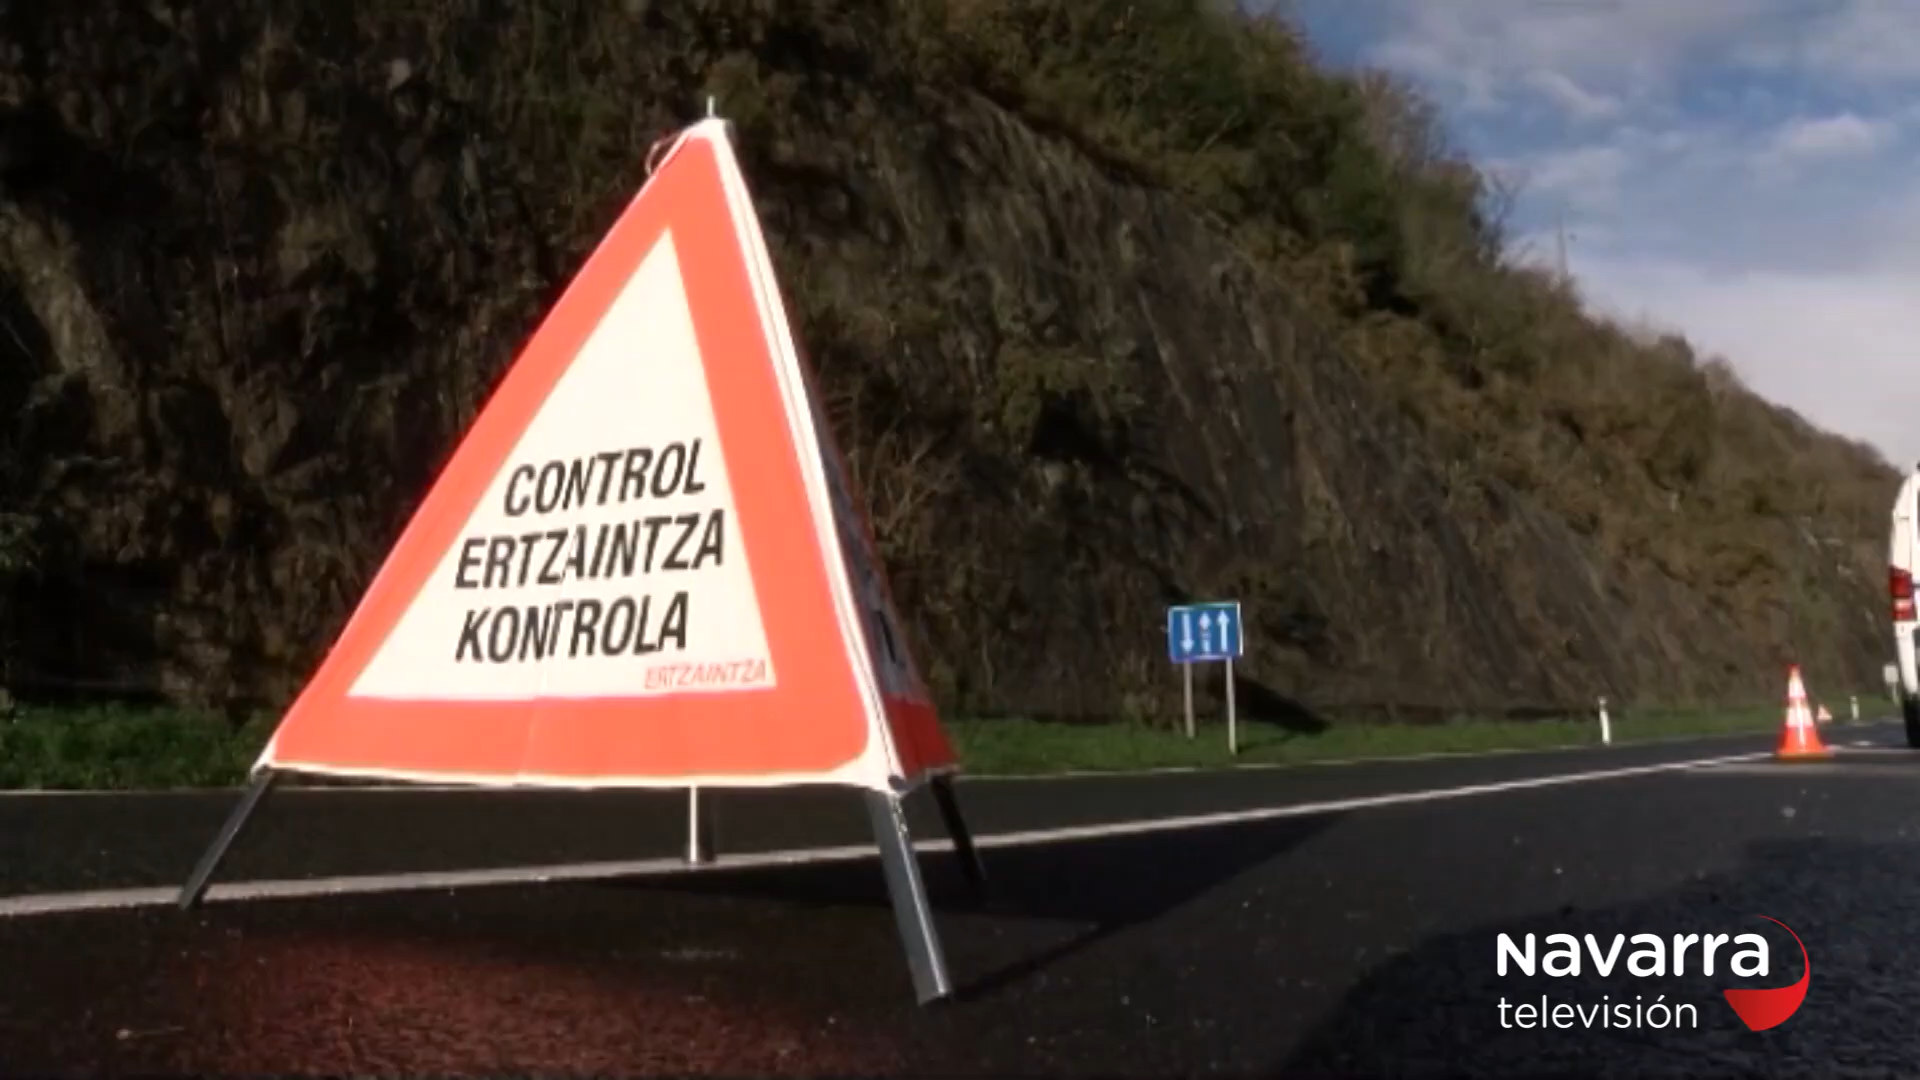 CONTROL
ERTZAINTZA
KONTROLA
ERTZAINTZA
Navarra
televisión